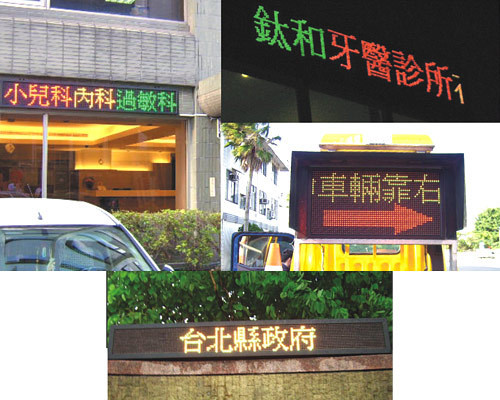 小兒科內科過敏科
鈦和牙醫診所
車輛靠右
台北縣政府